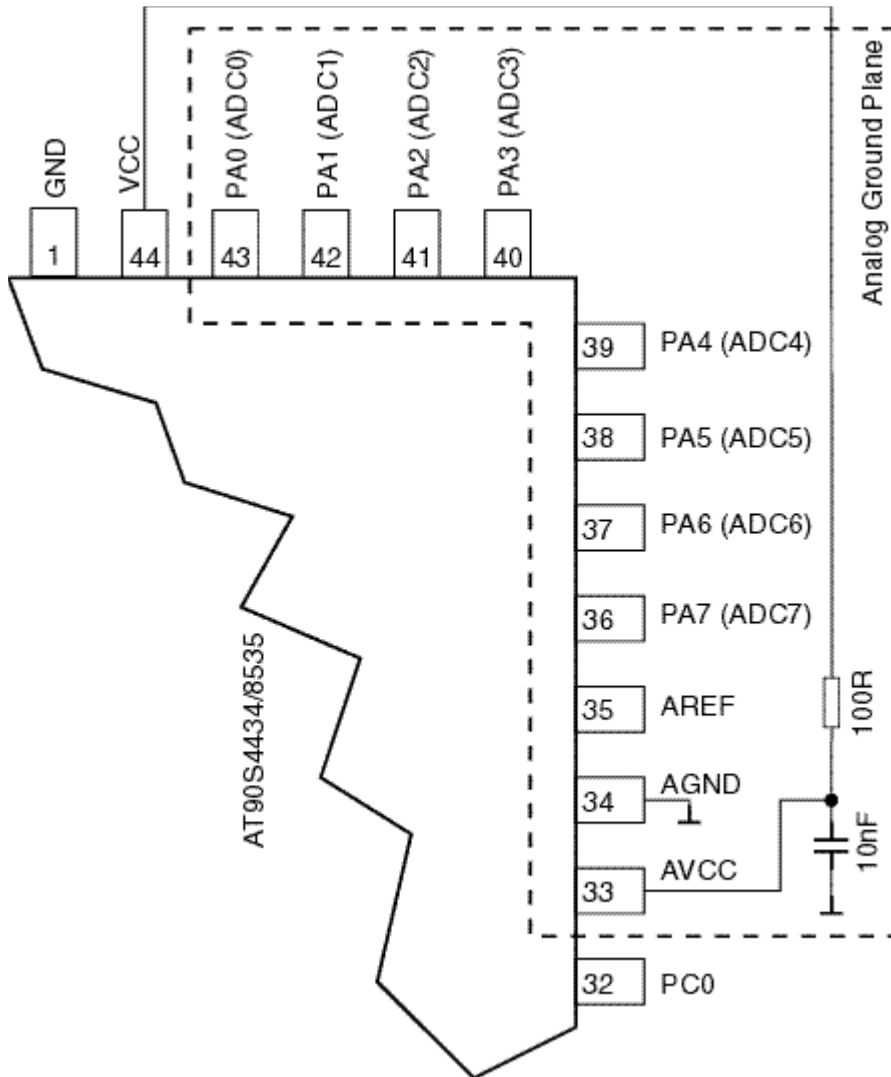 GND
VCC
PA0 (ADC0)
PA1 (ADC1)
PA2 (ADC2)
PA3 (ADC3)
Analog Ground Plane
1
44
43
42
41
40
39
PA4 (ADC4)
38
PA5 (ADC5)
37
PA6 (ADC6)
36
PA7 (ADC7)
35
AREF
100R
34
AGND
AT90S4434/8535
10nF
33
AVCC
32
PC0